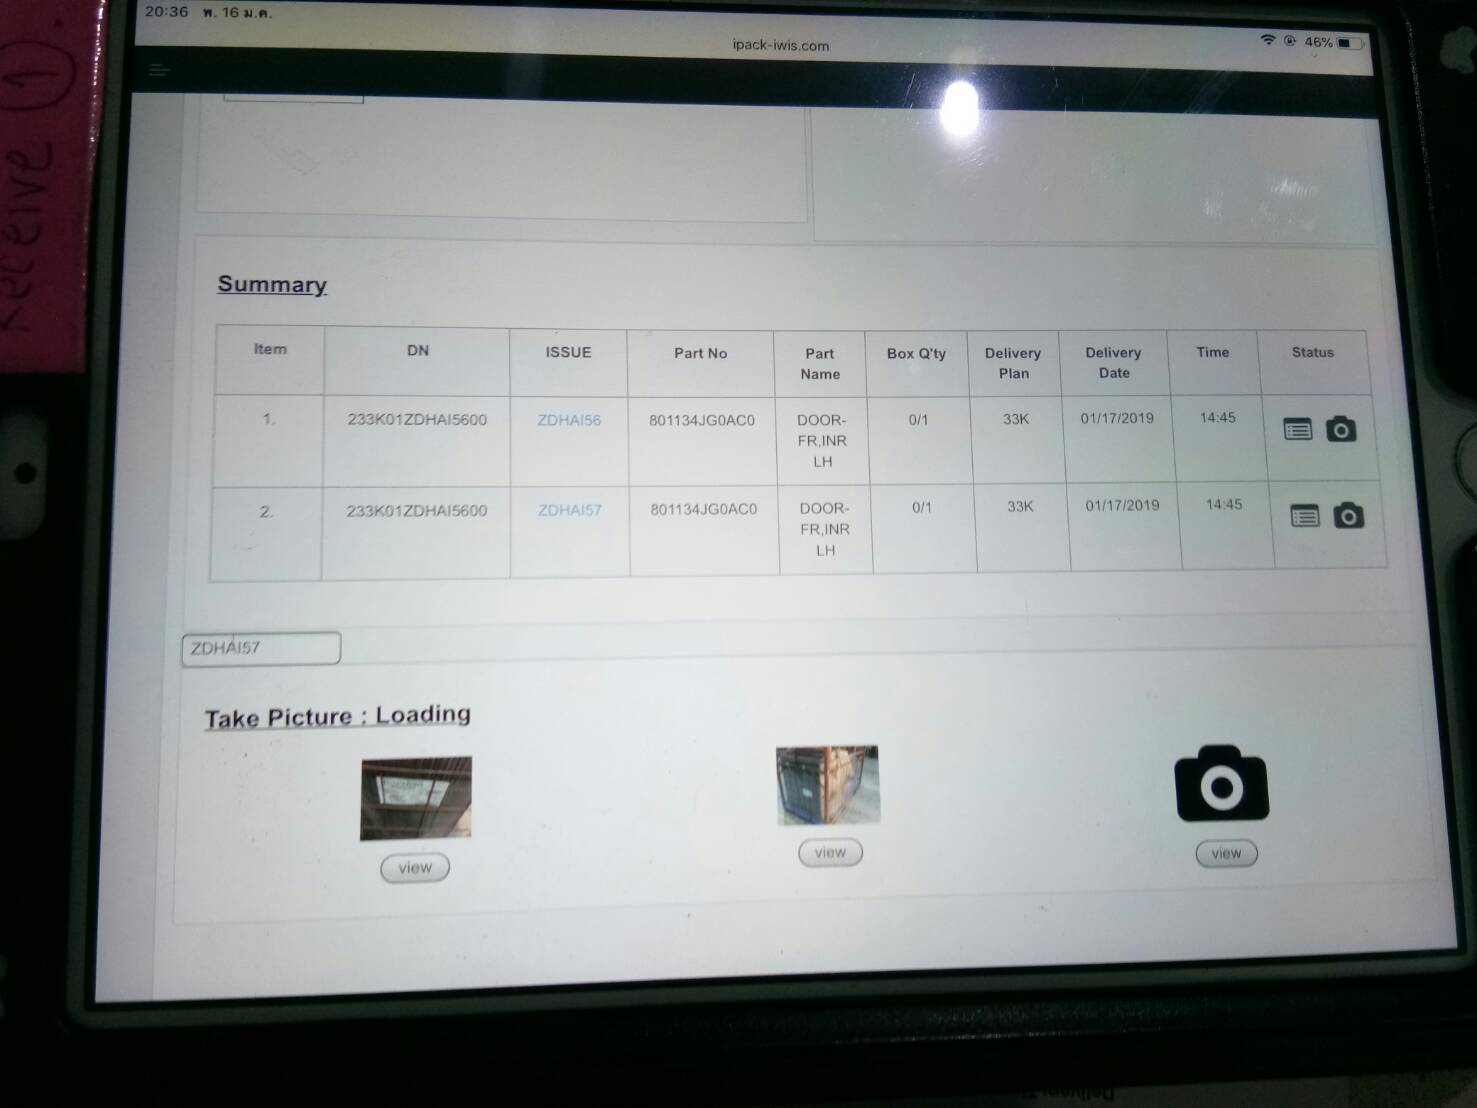 20:36 พ. 16 ม.ค.
ipack-iwis.com
46%
Receive 1
Summary
Item DN ISSUE Part No Part Name Box Q'ty Delivery Plan Delivery Date Time Status
1. 233K01ZDHAI5600 ZDHAI56 801134JG0AC0 DOOR-FR,INR LH 0/1 33K 01/17/2019 14:45
2. 233K01ZDHAI5600 ZDHAI57 801134JG0AC0 DOOR-FR,INR LH 0/1 33K 01/17/2019 14:45
ZDHAI57
Take Picture : Loading
view view view